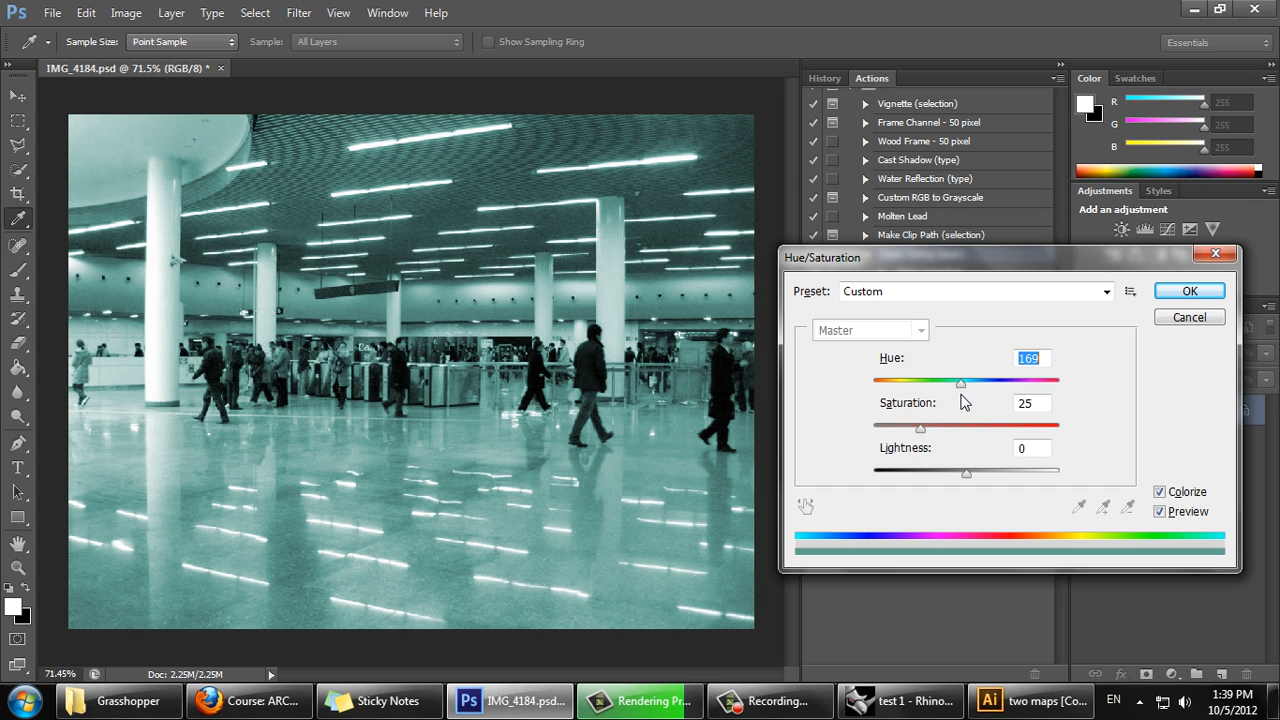 Ps File Edit Image Layer Type Select Filter View Window Help
Sample Size: Point Sample Sample: All Layers Show Sampling Ring Essentials
IMG_4184.psd @ 71.5% (RGB/8) * ×
History Actions
Vignette (selection)
Frame Channel - 50 pixel
Wood Frame - 50 pixel
Cast Shadow (type)
Water Reflection (type)
Custom RGB to Grayscale
Molten Lead
Make Clip Path (selection)
Color Swatches
R 255
G 255
B 255
Adjustments Styles
Add an adjustment
Hue/Saturation
Preset: Custom OK
Cancel
Master
Hue: 169
Saturation: 25
Lightness: 0
Colorize
Preview
71.45% Doc: 2.25M/2.25M
Grasshopper Course: ARC... Sticky Notes IMG_4184.psd ... Rendering Pr... Recording... test 1 - Rhino... two maps [Co... EN 1:39 PM
10/5/2012